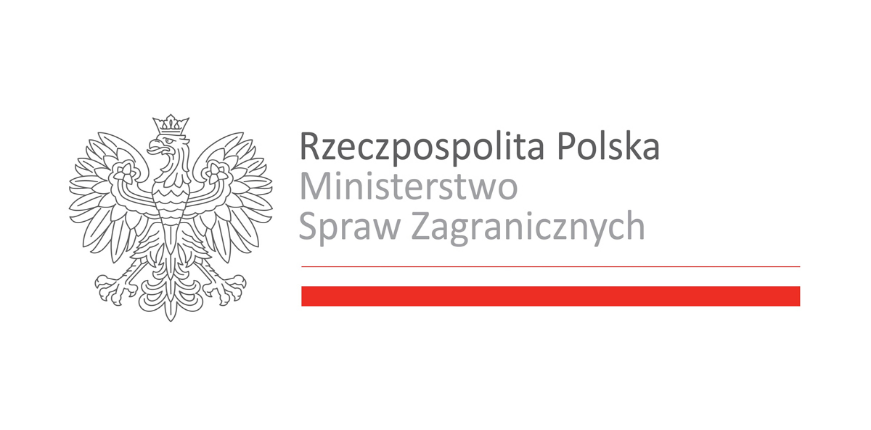 Rzeczpospolita Polska
Ministerstwo
Spraw Zagranicznych